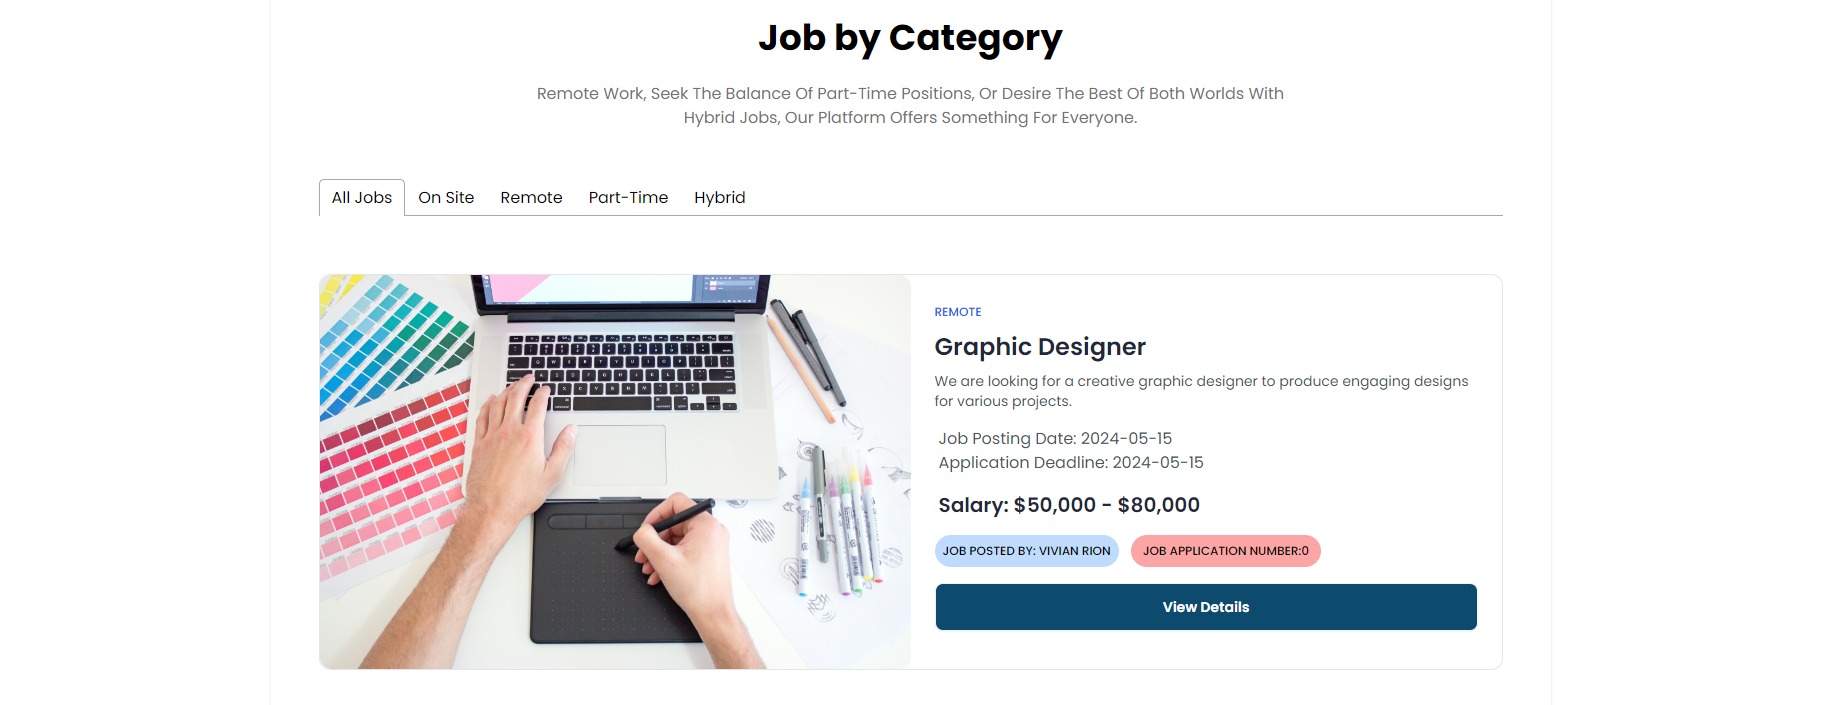 Job by Category
Remote Work, Seek The Balance Of Part-Time Positions, Or Desire The Best Of Both Worlds With
Hybrid Jobs, Our Platform Offers Something For Everyone.
All Jobs On Site Remote Part-Time Hybrid
REMOTE
Graphic Designer
We are looking for a creative graphic designer to produce engaging designs
for various projects.
Job Posting Date: 2024-05-15
Application Deadline: 2024-05-15
Salary: $50,000 - $80,000
JOB POSTED BY: VIVIAN RION JOB APPLICATION NUMBER:0
View Details